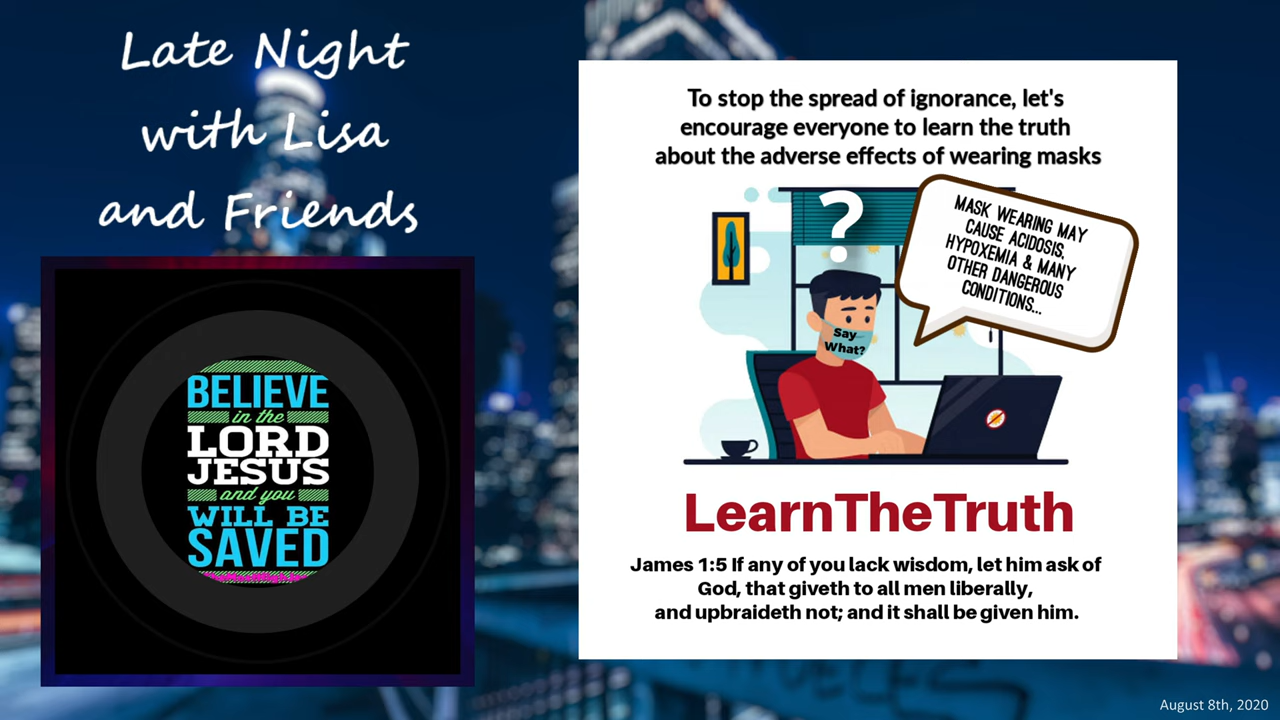 Late Night
with Lisa
and Friends
BELIEVE
in the
LORD
JESUS
and you
WILL BE
SAVED
To stop the spread of ignorance, let's
encourage everyone to learn the truth
about the adverse effects of wearing masks
?
MASK WEARING MAY
CAUSE ACIDOSIS,
HYPOXEMIA & MANY
OTHER DANGEROUS
CONDITIONS...
Say
What?
LearnTheTruth
James 1:5 If any of you lack wisdom, let him ask of
God, that giveth to all men liberally,
and upbraideth not; and it shall be given him.
August 8th, 2020